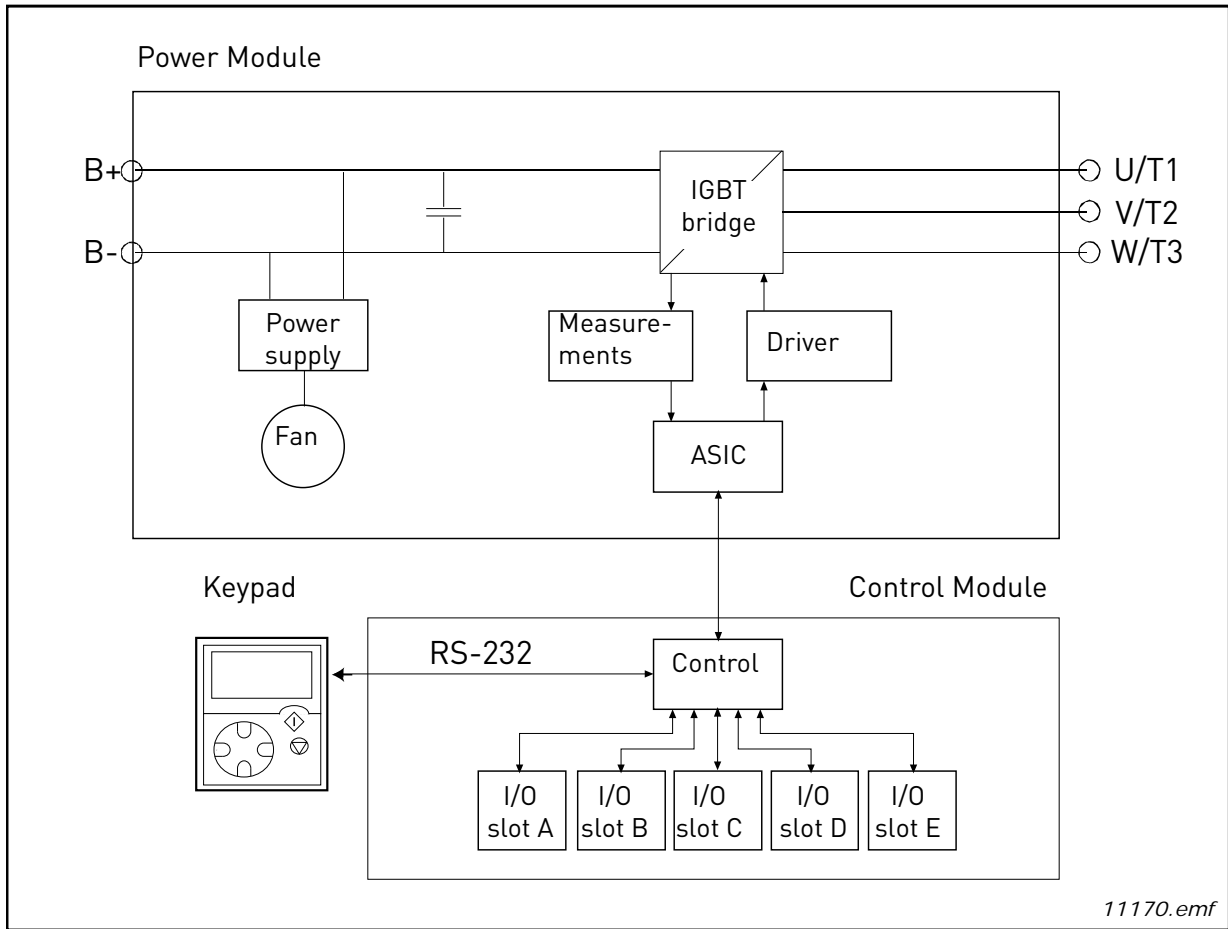 Power Module
B+
B-
IGBT
bridge
U/T1
V/T2
W/T3
Power
supply
Measure-
ments
Driver
Fan
ASIC
Keypad
Control Module
RS-232
Control
I/O
slot A
I/O
slot B
I/O
slot C
I/O
slot D
I/O
slot E
11170.emf